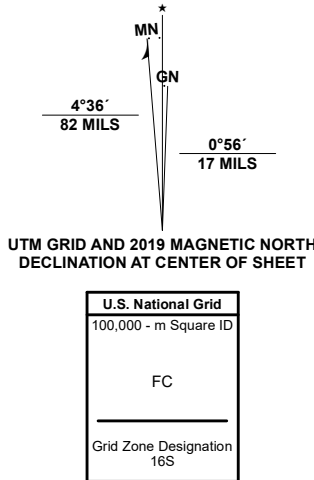 ★
MN
GN
4°36´
82 MILS
0°56´
17 MILS
UTM GRID AND 2019 MAGNETIC NORTH
DECLINATION AT CENTER OF SHEET
U.S. National Grid
100,000 - m Square ID
FC
Grid Zone Designation
16S